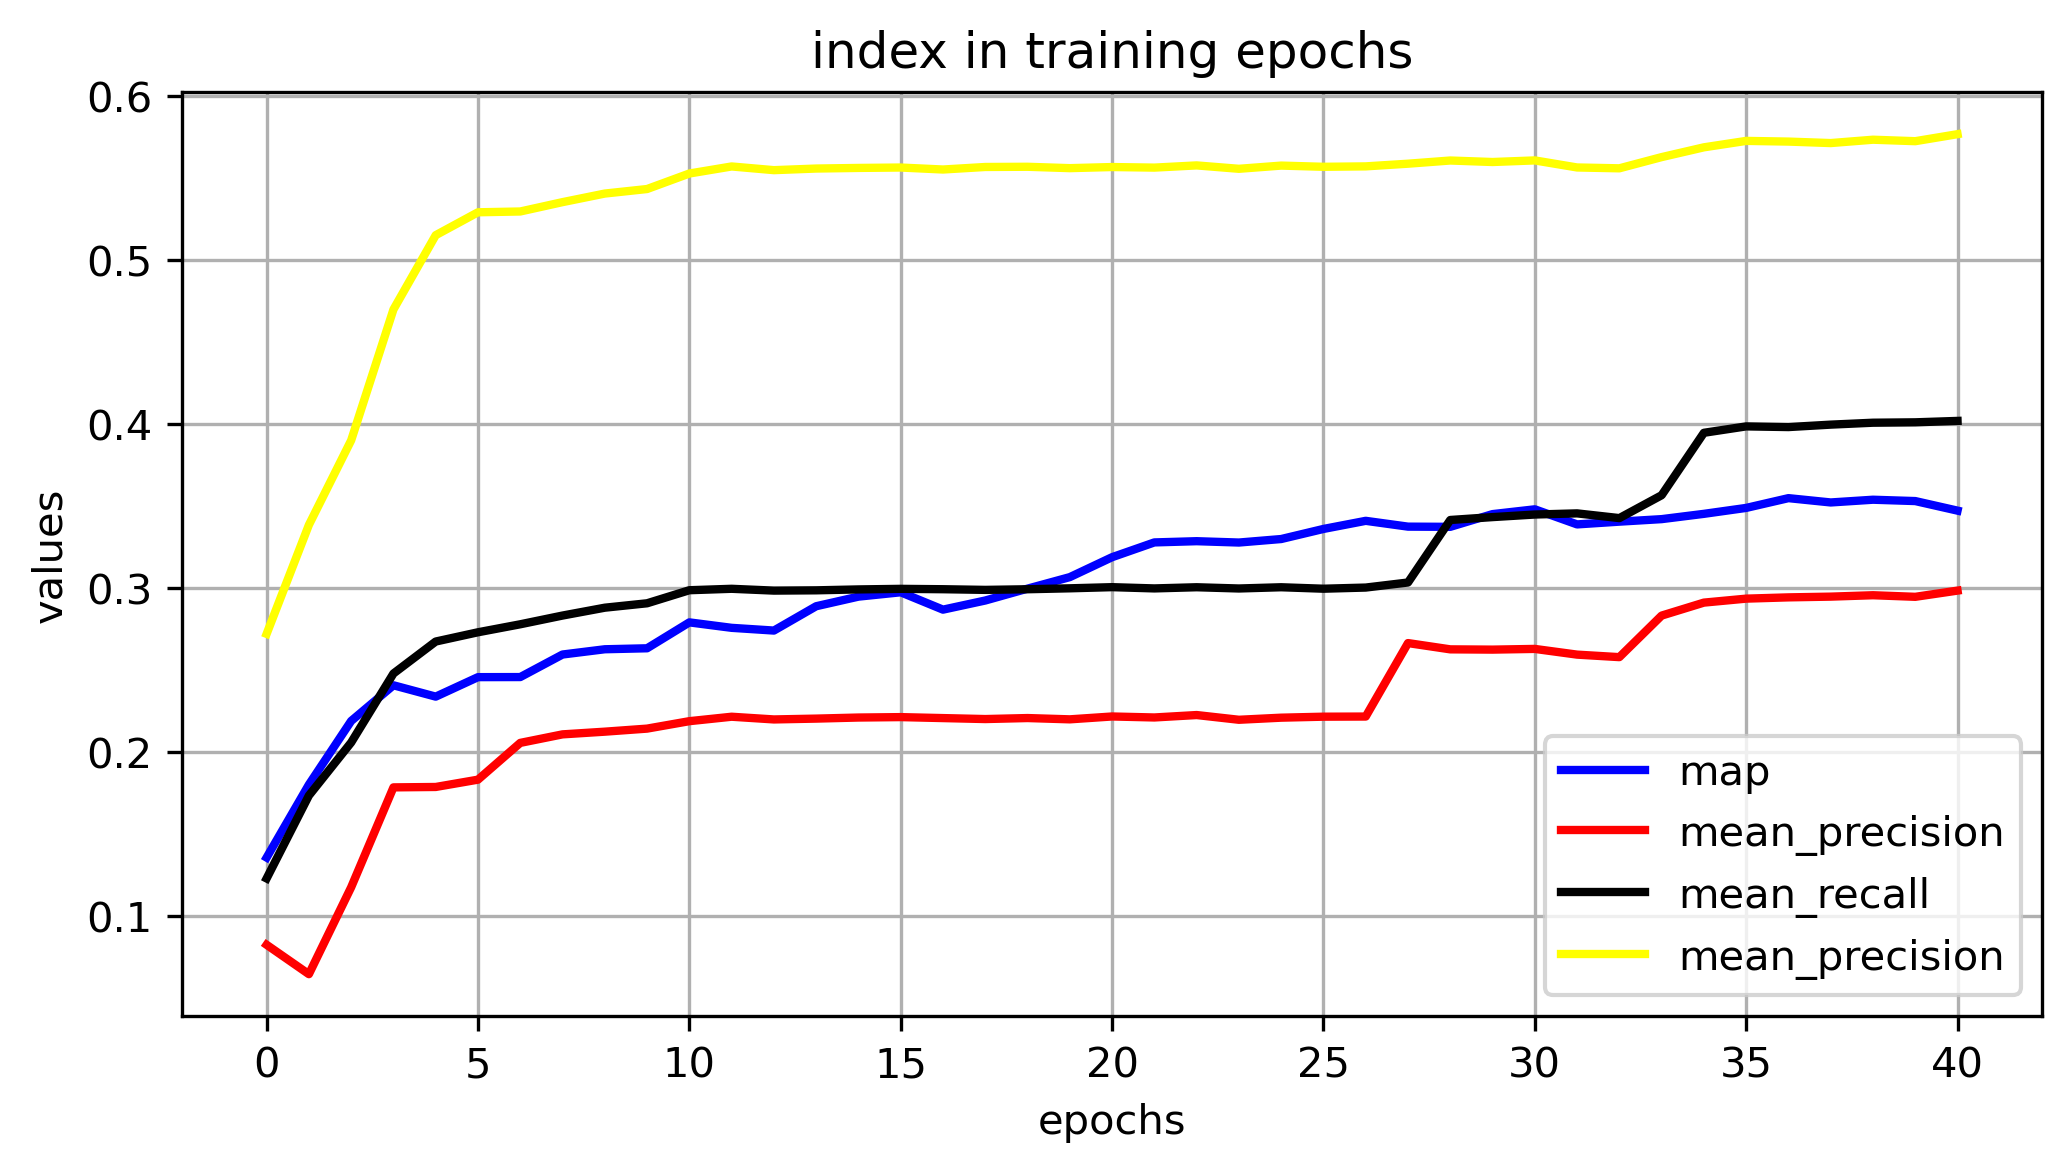 index in training epochs
0.6
0.5
0.4
0.3
0.2
0.1
values
map
mean_precision
mean_recall
mean_precision
0 5 10 15 20 25 30 35 40
epochs